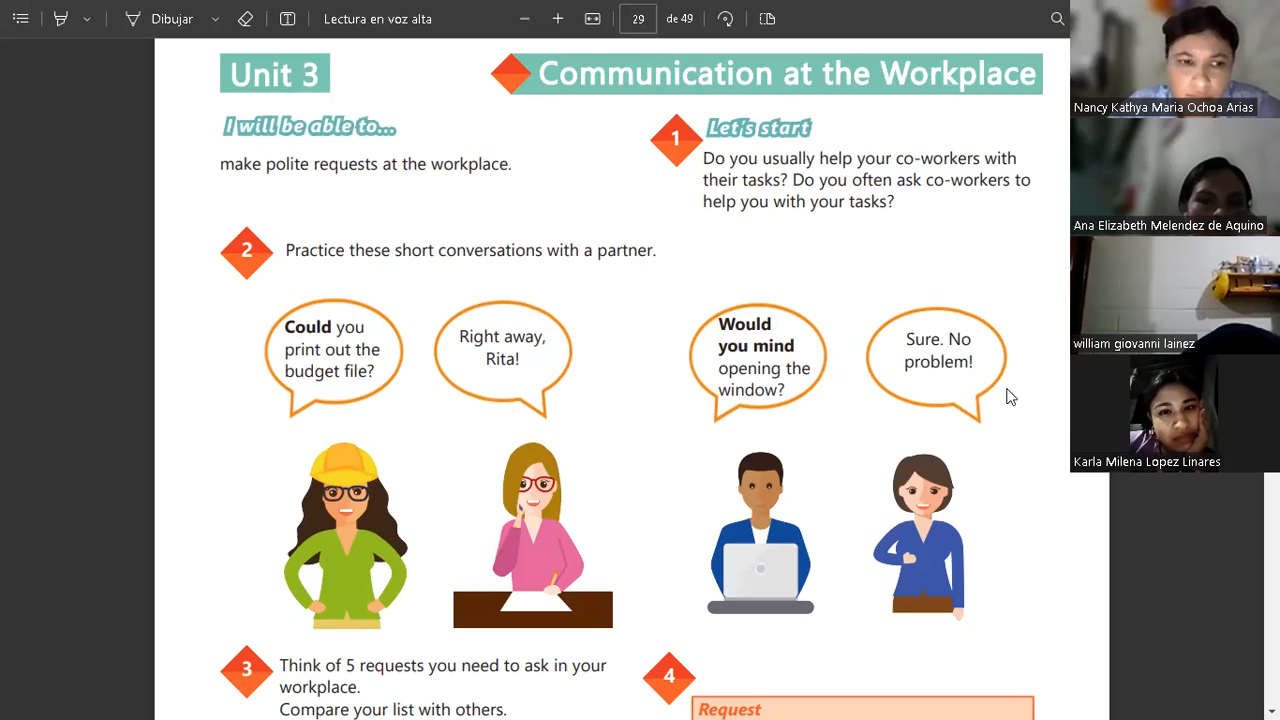 Dibujar
Lectura en voz alta
29
de 49
Unit 3
Communication at the Workplace
I will be able to...
make polite requests at the workplace.
1
Let's start
Do you usually help your co-workers with
their tasks? Do you often ask co-workers to
help you with your tasks?
2
Practice these short conversations with a partner.
Could you
print out the
budget file?
Right away,
Rita!
Would
you mind
opening the
window?
Sure. No
problem!
3
Think of 5 requests you need to ask in your
workplace.
Compare your list with others.
4
Request
Nancy Kathya Maria Ochoa Arias
Ana Elizabeth Melendez de Aquino
william giovanni lainez
Karla Milena Lopez Linares